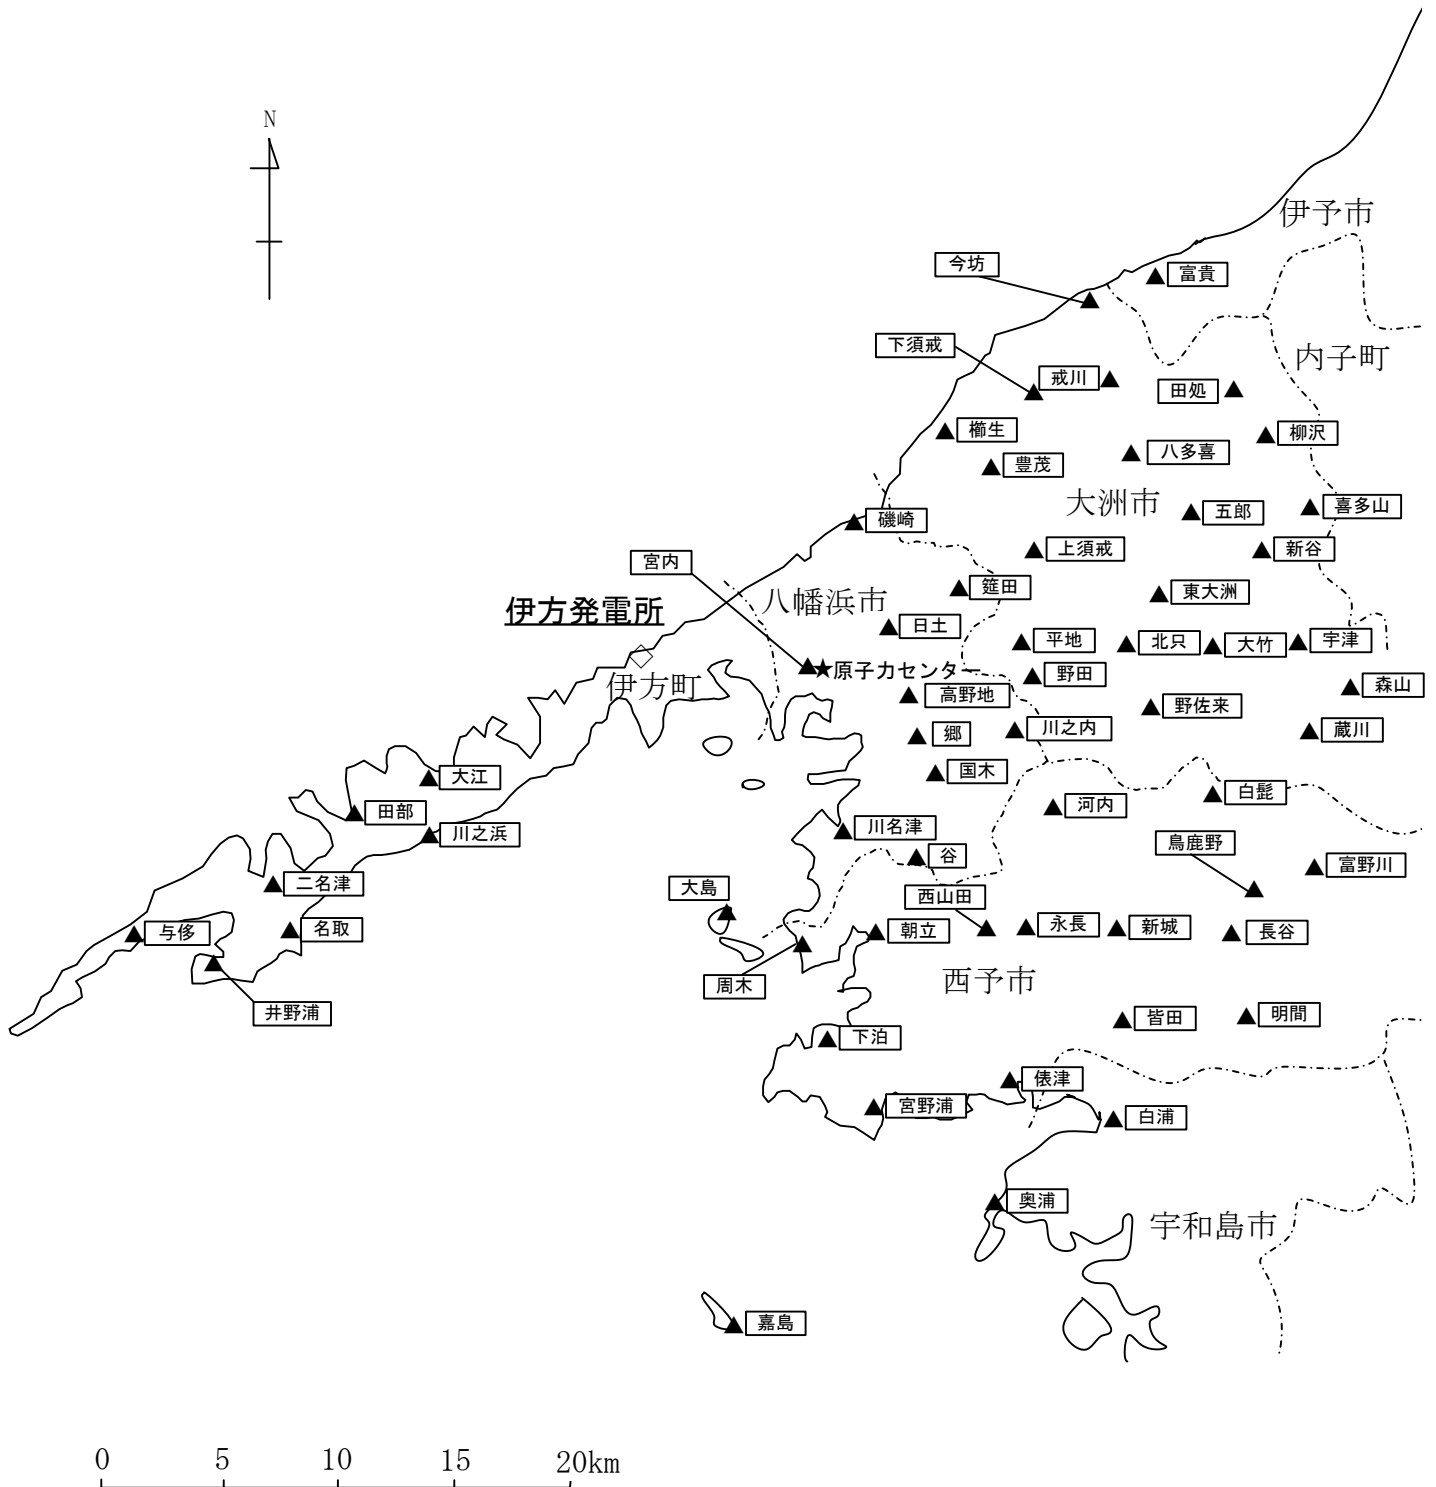 N
伊予市
今坊
富貴
下須戒
内子町
戒川
田処
櫛生
柳沢
八多喜
豊茂
大洲市
喜多山
五郎
磯崎
上須戒
新谷
宮内
筵田
東大洲
八幡浜市
伊方発電所
日土
平地
北只
大竹
宇津
★原子力センター
野田
伊方町
高野地
森山
野佐来
川之内
蔵川
郷
国木
大江
白髭
河内
田部
川之浜
川名津
鳥鹿野
谷
富野川
二名津
大島
西山田
名取
与侈
朝立
永長
新城
長谷
西予市
周木
井野浦
皆田
明間
下泊
俵津
宮野浦
白浦
奥浦
宇和島市
嘉島
0 5 10 15 20km